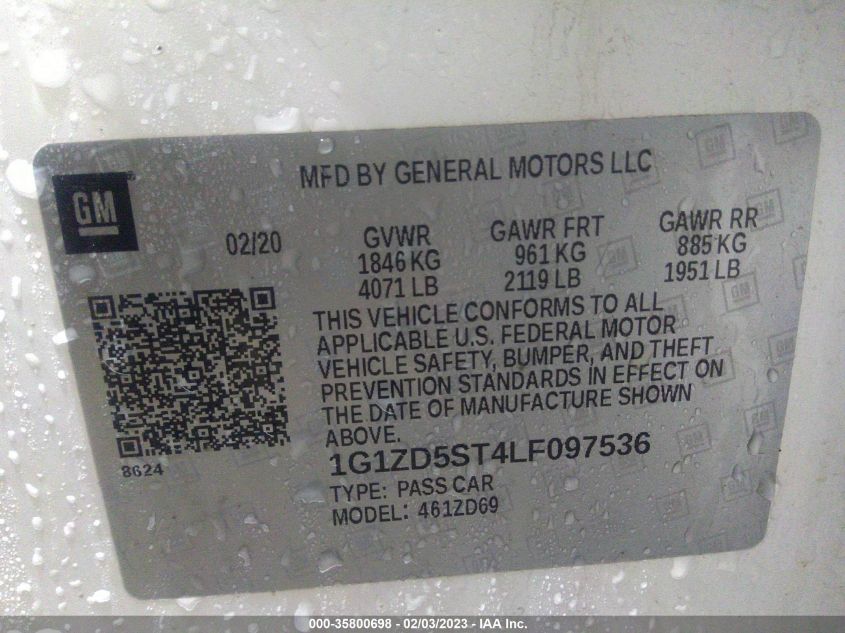 MFD BY GENERAL MOTORS LLC
GM
02/20
GVWR
1846 KG
4071 LB
GAWR FRT
961 KG
2119 LB
GAWR RR
885 KG
1951 LB
THIS VEHICLE CONFORMS TO ALL
APPLICABLE U.S. FEDERAL MOTOR
VEHICLE SAFETY, BUMPER, AND THEFT
PREVENTION STANDARDS IN EFFECT ON
THE DATE OF MANUFACTURE SHOWN
ABOVE.
8624
1G1ZD5ST4LF097536
TYPE: PASS CAR
MODEL: 461ZD69
000-35800698 - 02/03/2023 - IAA Inc.